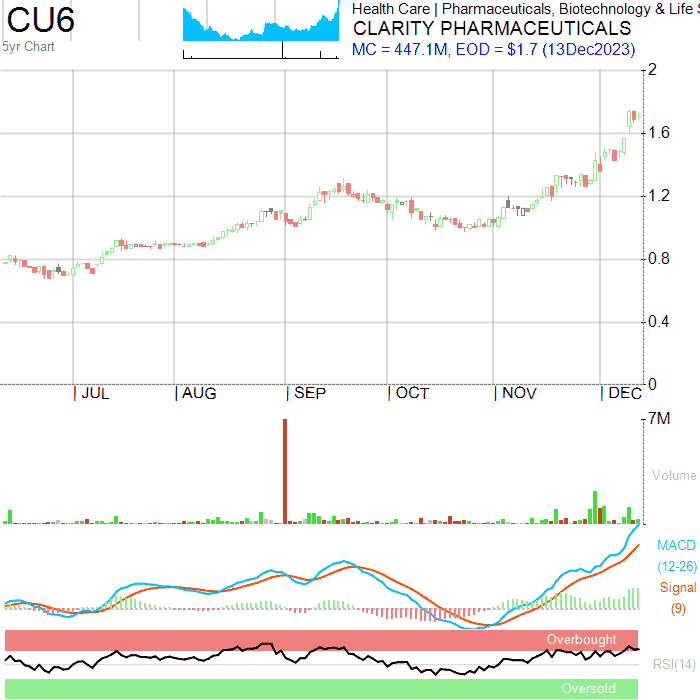 CU6
5yr Chart
Health Care | Pharmaceuticals, Biotechnology & Life S
CLARITY PHARMACEUTICALS
MC = 447.1M, EOD = $1.7 (13Dec2023)
2
1.6
1.2
0.8
0.4
0
JUL AUG SEP OCT NOV DEC
7M
Volume
MACD
(12-26)
Signal
(9)
Overbought
RSI(14)
Oversold